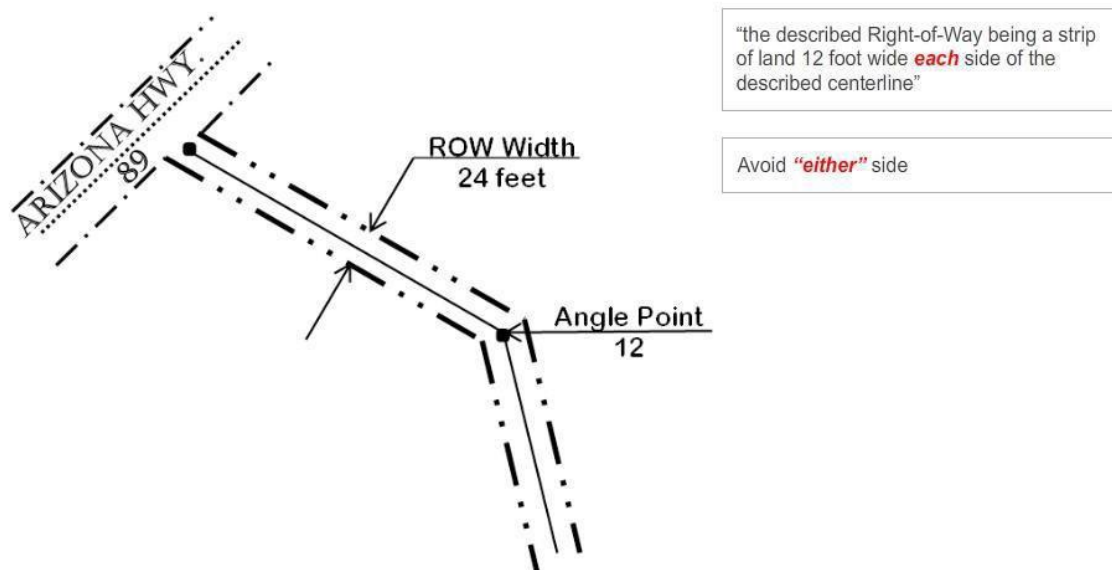 ARIZONA HWY.
89
ROW Width
24 feet
Angle Point
12
“the described Right-of-Way being a strip
of land 12 foot wide each side of the
described centerline”
Avoid “either” side